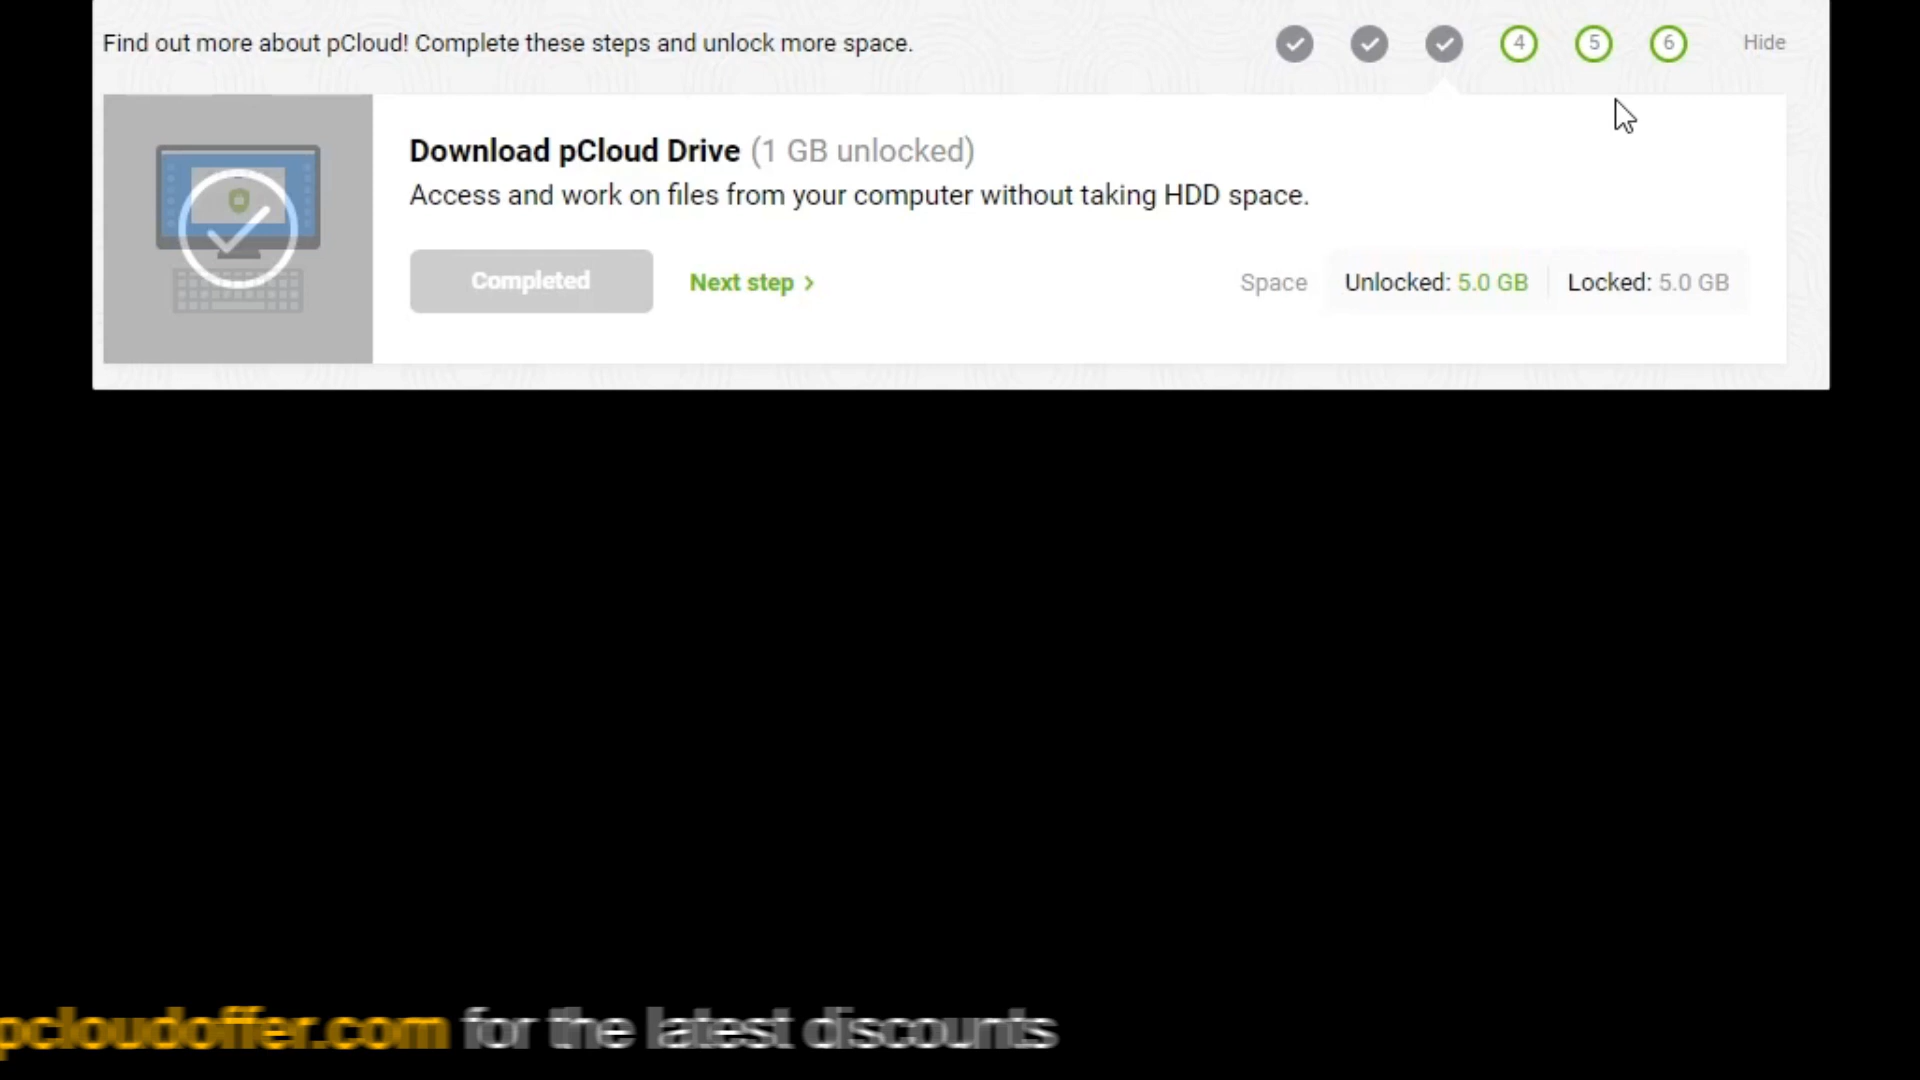 Find out more about pCloud! Complete these steps and unlock more space.
4 5 6 Hide
Download pCloud Drive (1 GB unlocked)
Access and work on files from your computer without taking HDD space.
Completed Next step > Space Unlocked: 5.0 GB Locked: 5.0 GB
pcloudoffer.com for the latest discounts